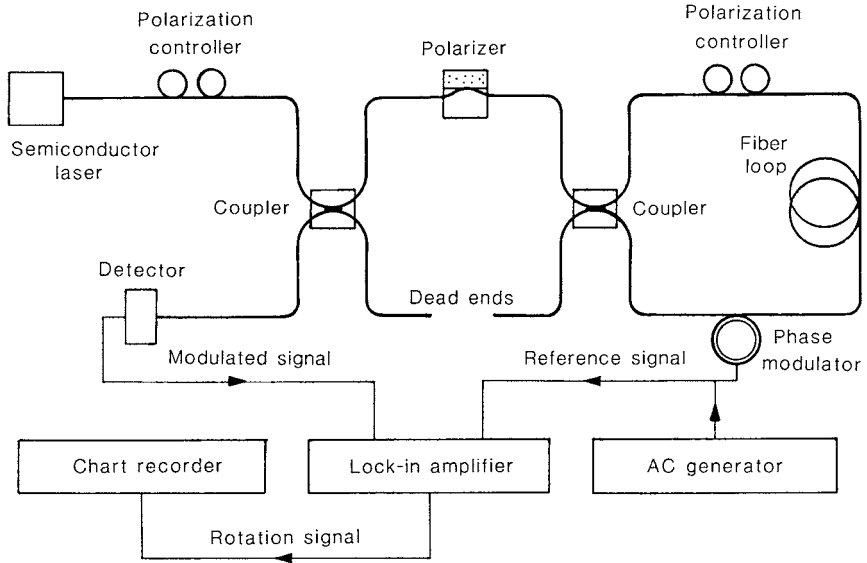 Polarization
controller
Polarizer
Polarization
controller
Semiconductor
laser
Fiber
loop
Coupler
Coupler
Detector
Dead ends
Modulated signal
Reference signal
Phase
modulator
Chart recorder
Lock-in amplifier
AC generator
Rotation signal